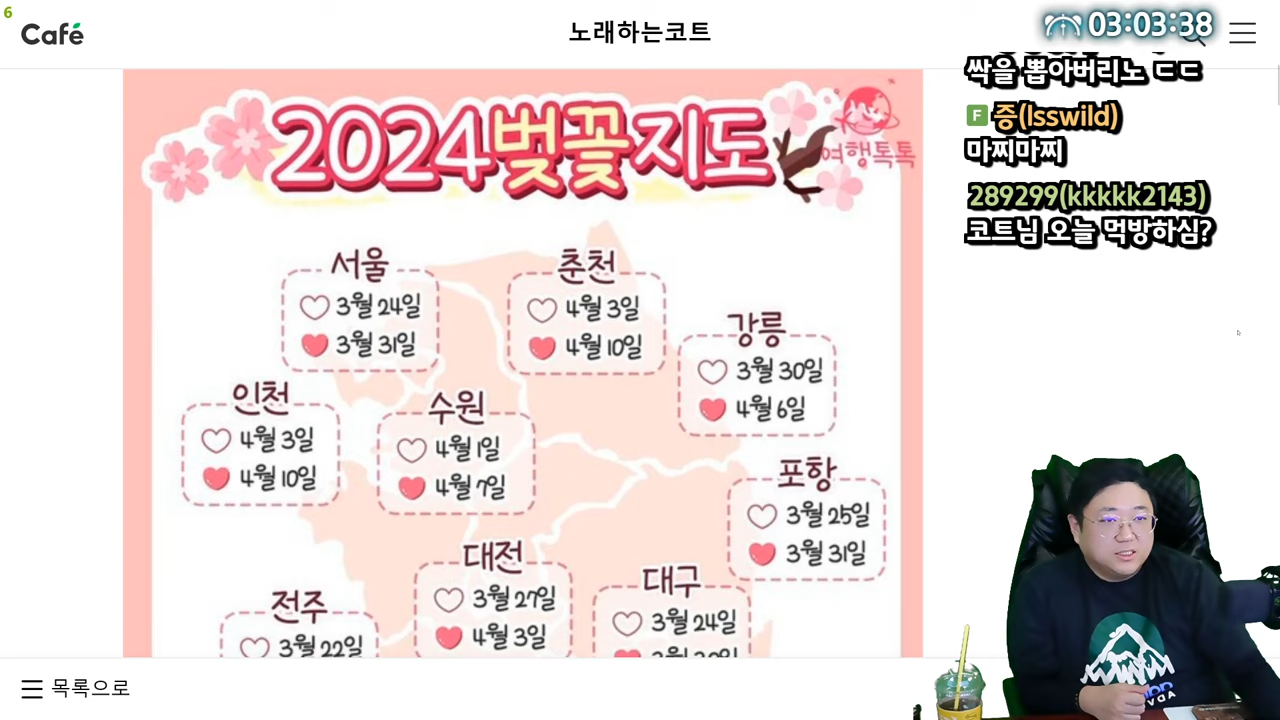 6
Café
노래하는코트
03:03:38
싹을 뽑아버리노 ㄷㄷ
F 증(lsswild)
마찌마찌
289299(kkkkk2143)
코트님 오늘 먹방하심?
2024벚꽃지도
여행톡톡
서울
3월 24일
3월 31일
춘천
4월 3일
4월 10일
강릉
3월 30일
4월 6일
인천
4월 3일
4월 10일
수원
4월 1일
4월 7일
포항
3월 25일
3월 31일
대전
3월 27일
4월 3일
대구
3월 24일
전주
3월 22일
목록으로